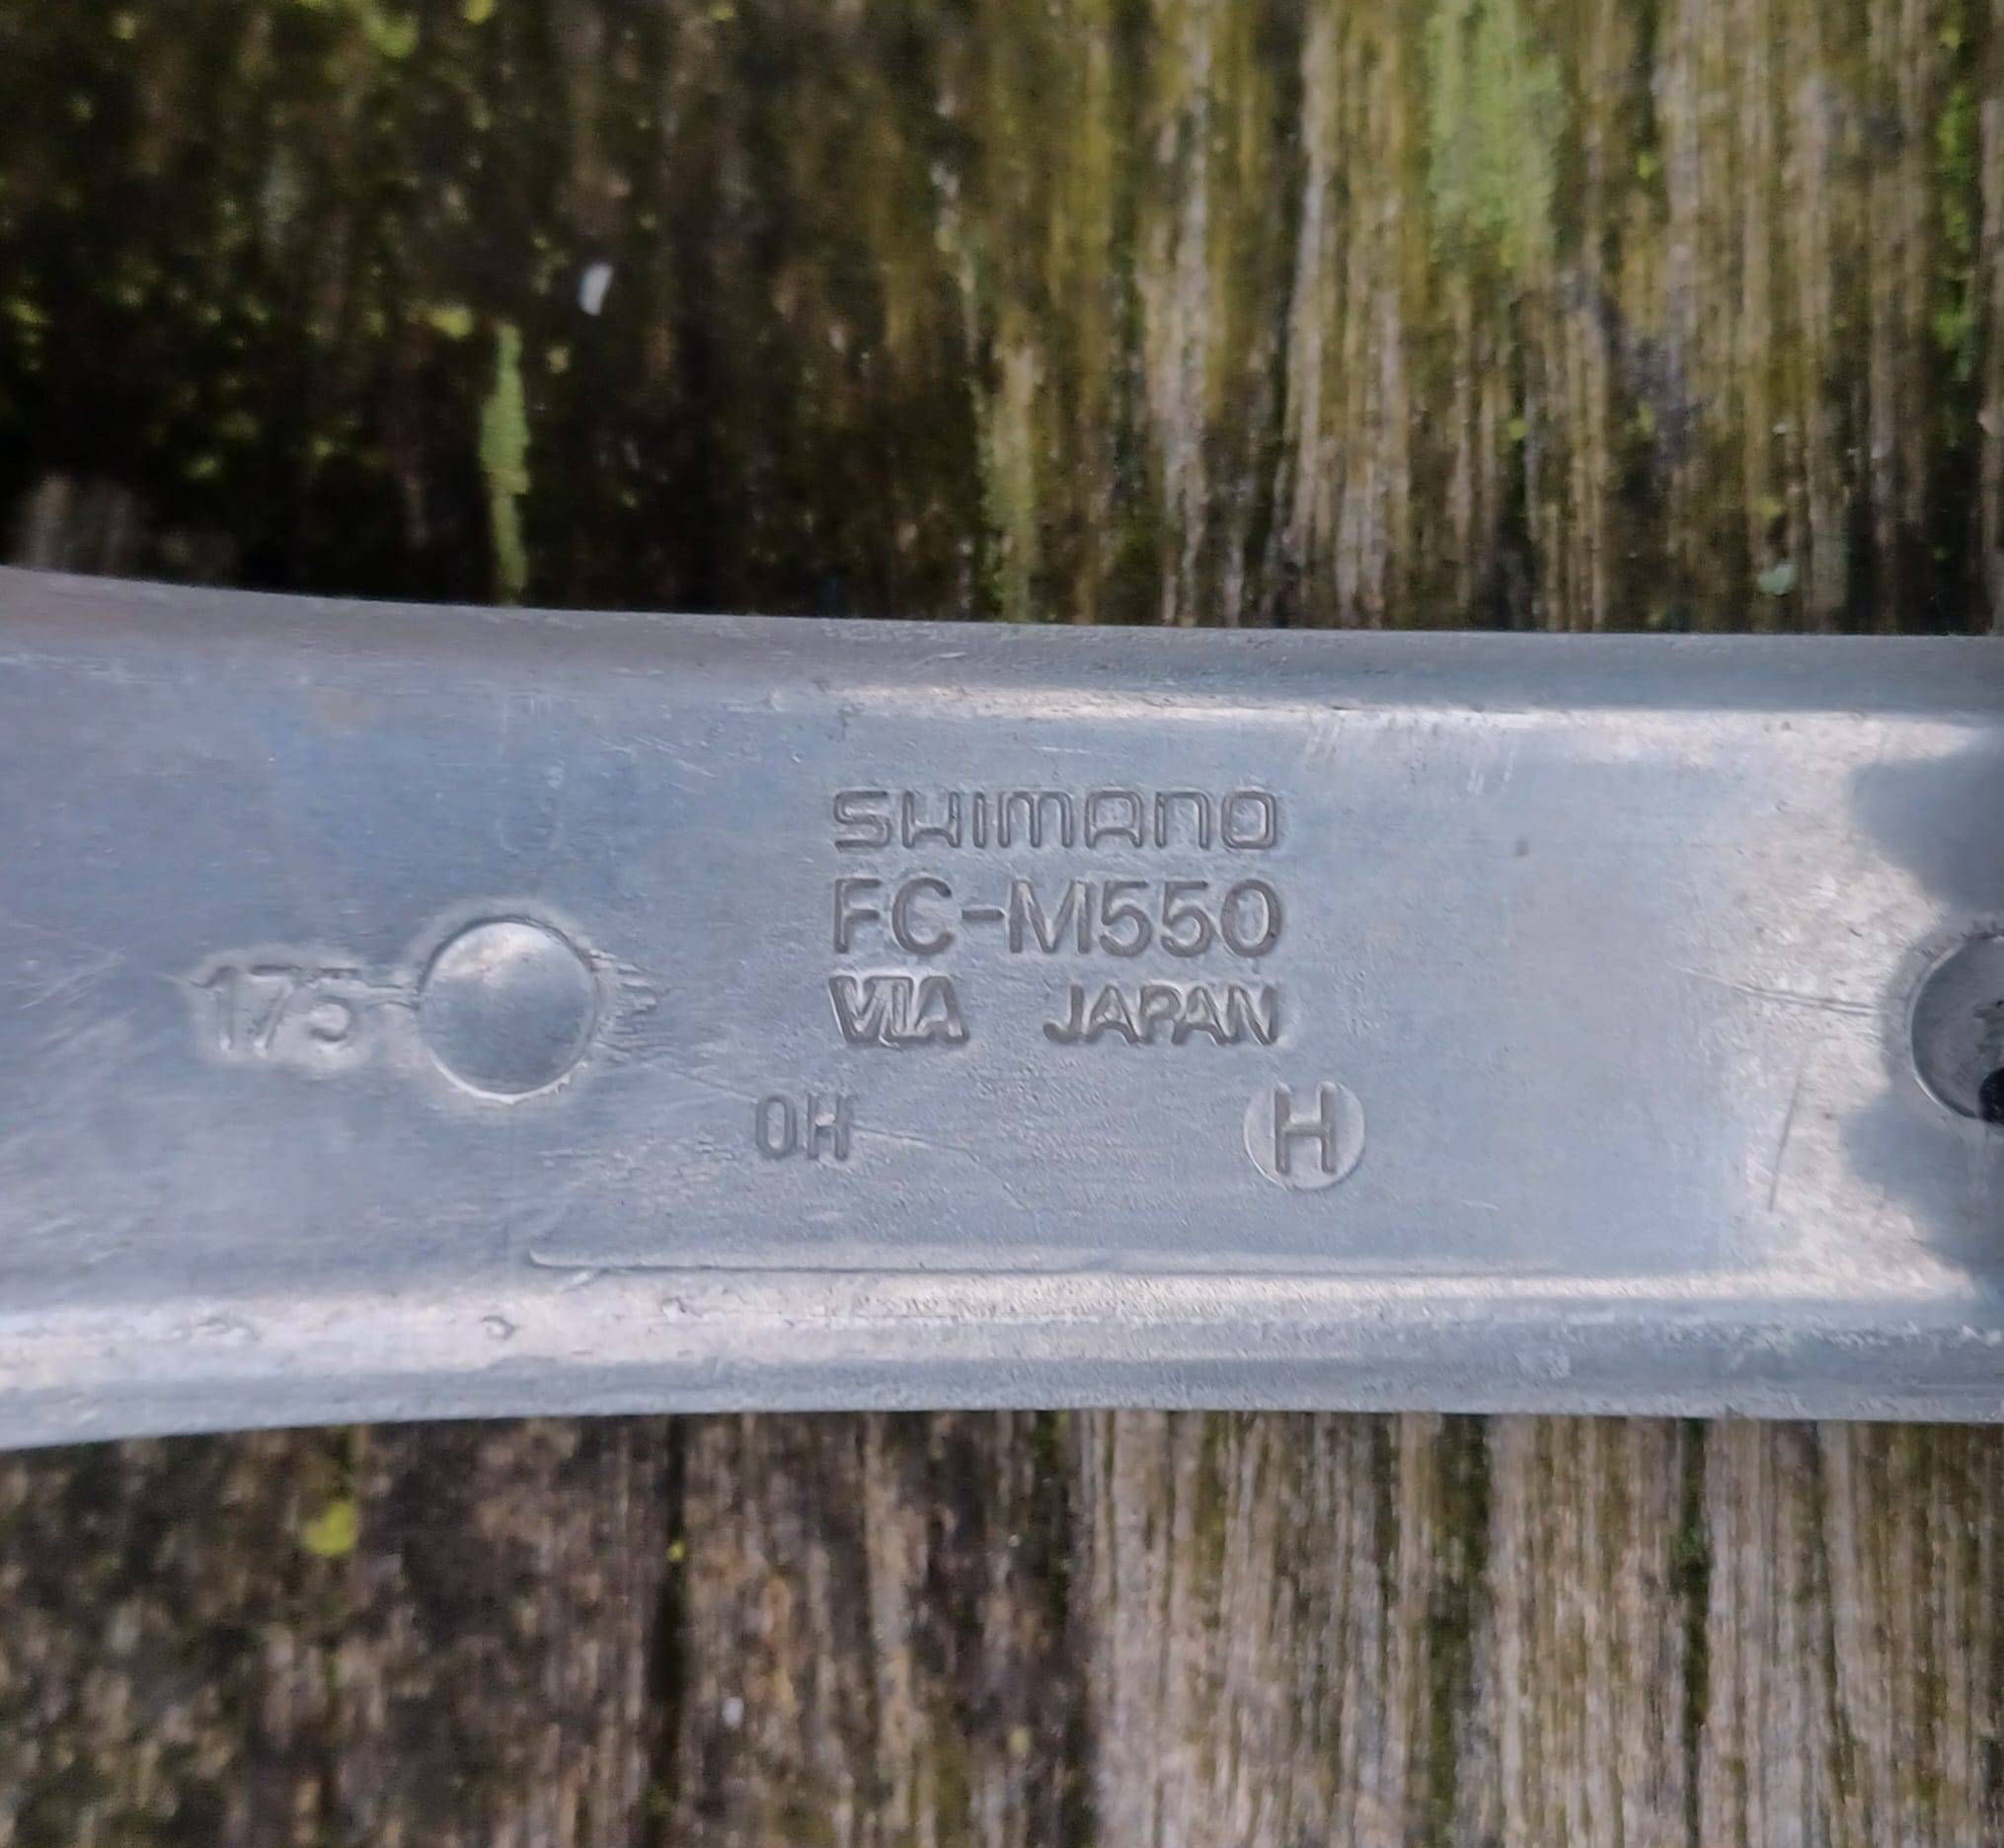 SHIMANO
FC-M550
VIA JAPAN
175
OH
H